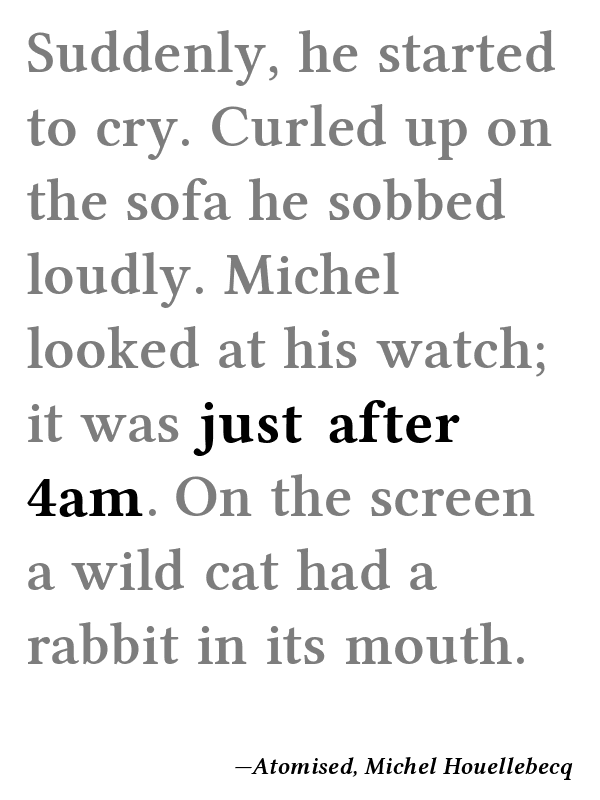 Suddenly, he started
to cry. Curled up on
the sofa he sobbed
loudly. Michel
looked at his watch;
it was just after
4am. On the screen
a wild cat had a
rabbit in its mouth.
—Atomised, Michel Houellebecq